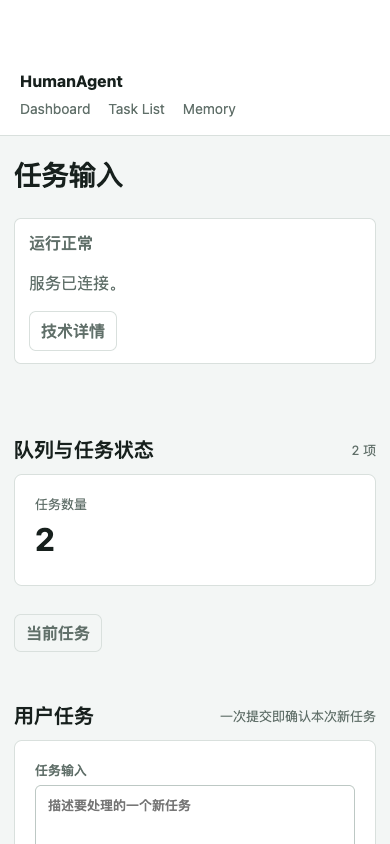 HumanAgent
Dashboard Task List Memory
任务输入
运行正常
服务已连接。
技术详情
队列与任务状态 2 项
任务数量
2
当前任务
用户任务 一次提交即确认本次新任务
任务输入
描述要处理的一个新任务